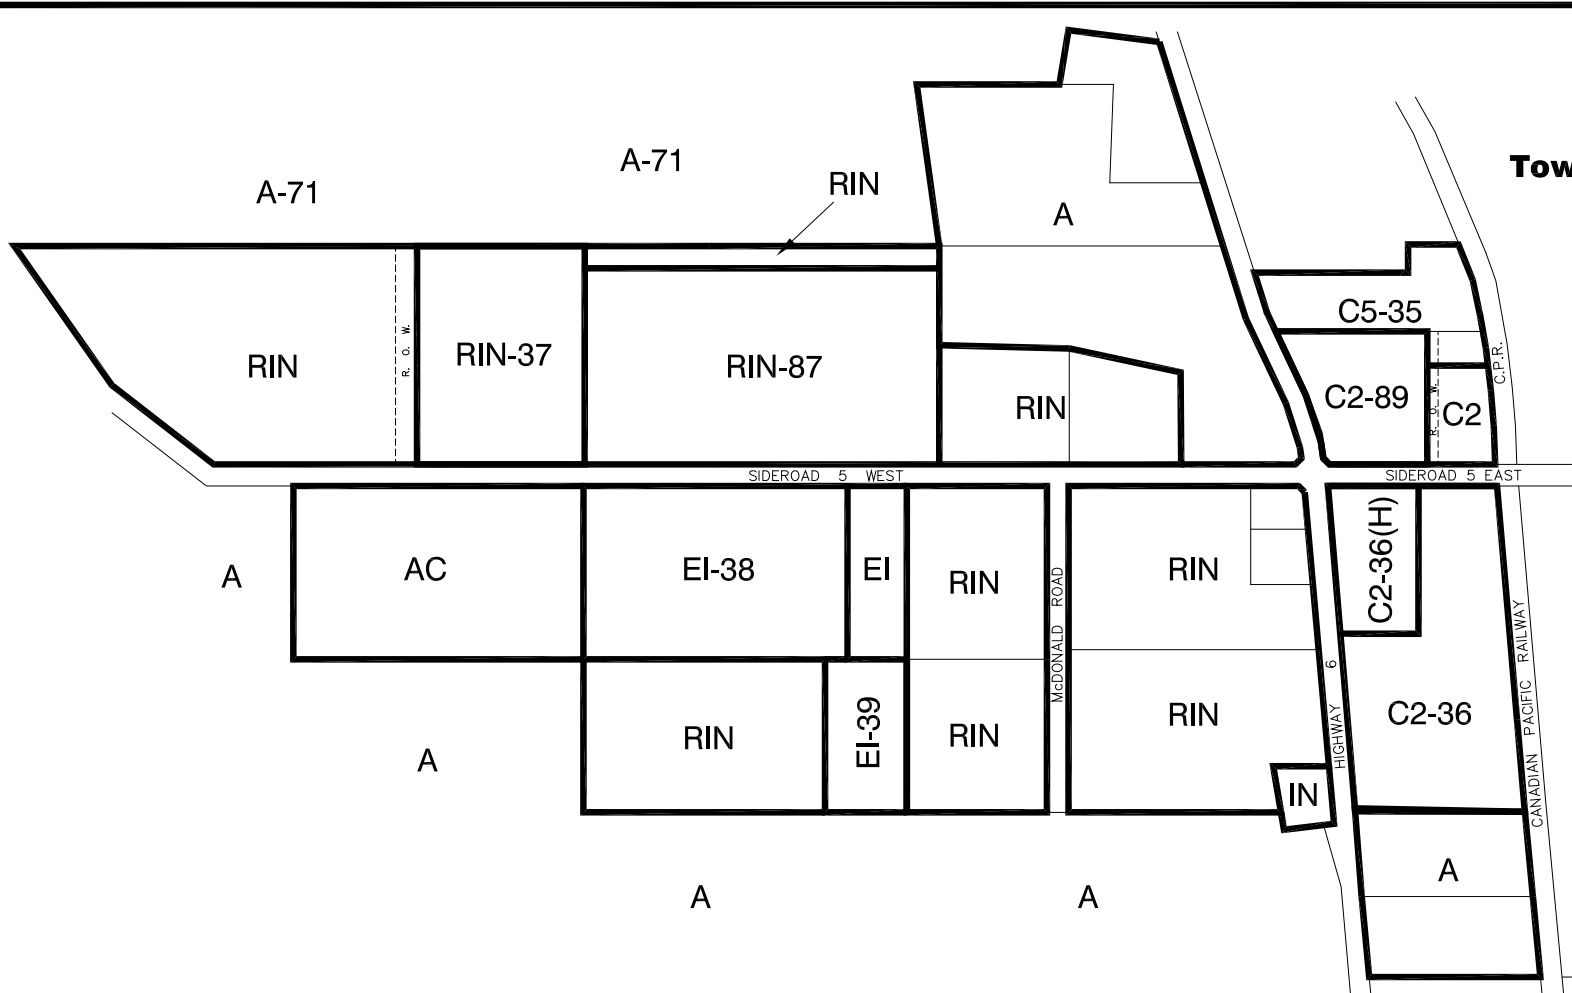 Tow
A-71
A-71
RIN
A
C5-35
RIN
R. O. W.
RIN-37
RIN-87
RIN
C2-89
R. O. W.
C2
C.P.R.
SIDEROAD 5 WEST
SIDEROAD 5 EAST
A
AC
EI-38
EI
RIN
McDONALD ROAD
RIN
C2-36(H)
A
RIN
EI-39
RIN
RIN
HIGHWAY 6
C2-36
CANADIAN PACIFIC RAILWAY
IN
A
A
A